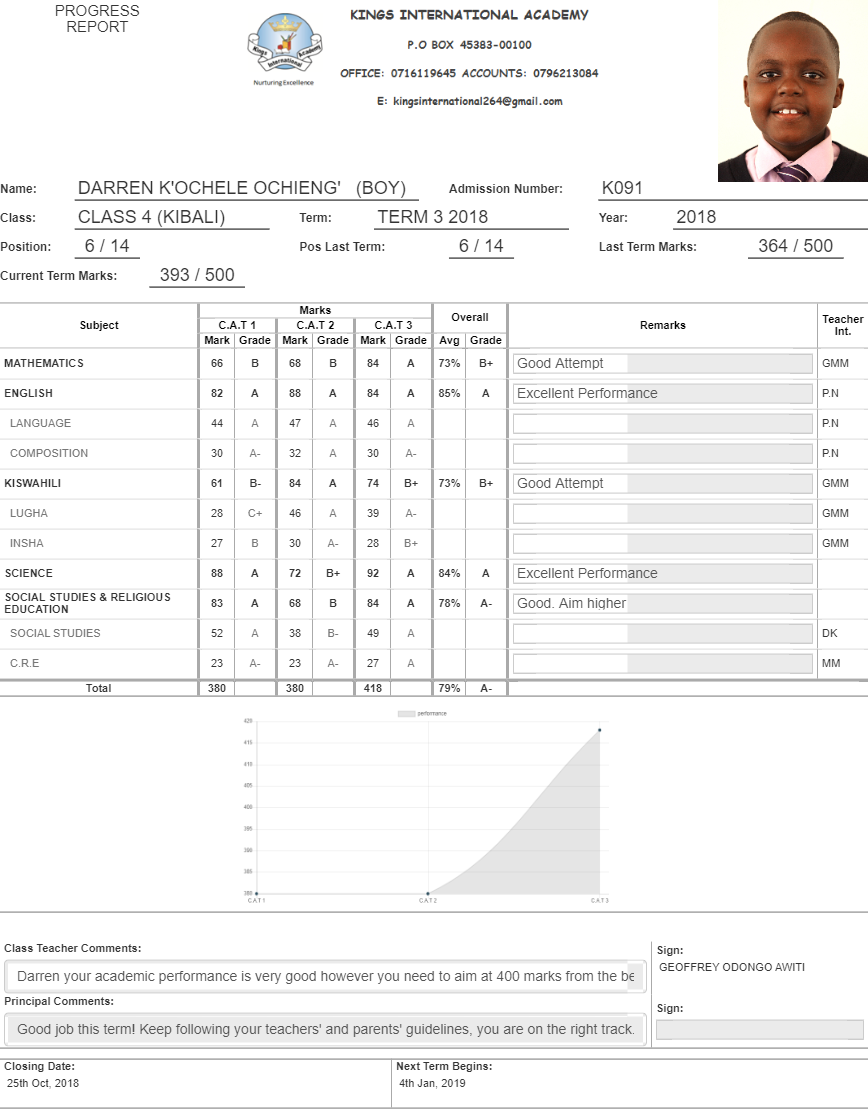 PROGRESS
REPORT
KINGS INTERNATIONAL ACADEMY
P.O BOX 45383-00100
OFFICE: 0716119645 ACCOUNTS: 0796213084
E: kingsinternational264@gmail.com
Kings International Academy
Nurturing Excellence
Name: DARREN K'OCHELE OCHIENG' (BOY) Admission Number: K091
Class: CLASS 4 (KIBALI) Term: TERM 3 2018 Year: 2018
Position: 6 / 14 Pos Last Term: 6 / 14 Last Term Marks: 364 / 500
Current Term Marks: 393 / 500
Subject Marks Overall Remarks Teacher Int.
C.A.T 1 C.A.T 2 C.A.T 3
Mark Grade Mark Grade Mark Grade Avg Grade
MATHEMATICS 66 B 68 B 84 A 73% B+ Good Attempt GMM
ENGLISH 82 A 88 A 84 A 85% A Excellent Performance P.N
LANGUAGE 44 A 47 A 46 A P.N
COMPOSITION 30 A- 32 A 30 A- P.N
KISWAHILI 61 B- 84 A 74 B+ 73% B+ Good Attempt GMM
LUGHA 28 C+ 46 A 39 A- GMM
INSHA 27 B 30 A- 28 B+ GMM
SCIENCE 88 A 72 B+ 92 A 84% A Excellent Performance
SOCIAL STUDIES & RELIGIOUS
EDUCATION 83 A 68 B 84 A 78% A- Good. Aim higher
SOCIAL STUDIES 52 A 38 B- 49 A DK
C.R.E 23 A- 23 A- 27 A MM
Total 380 380 418 79% A-
performance
420
415
410
405
400
395
390
385
380
CAT1 CAT2 CAT3
Class Teacher Comments:
Darren your academic performance is very good however you need to aim at 400 marks from the be
Sign:
GEOFFREY ODONGO AWITI
Principal Comments:
Good job this term! Keep following your teachers' and parents' guidelines, you are on the right track.
Sign:
Closing Date:
25th Oct, 2018
Next Term Begins:
4th Jan, 2019